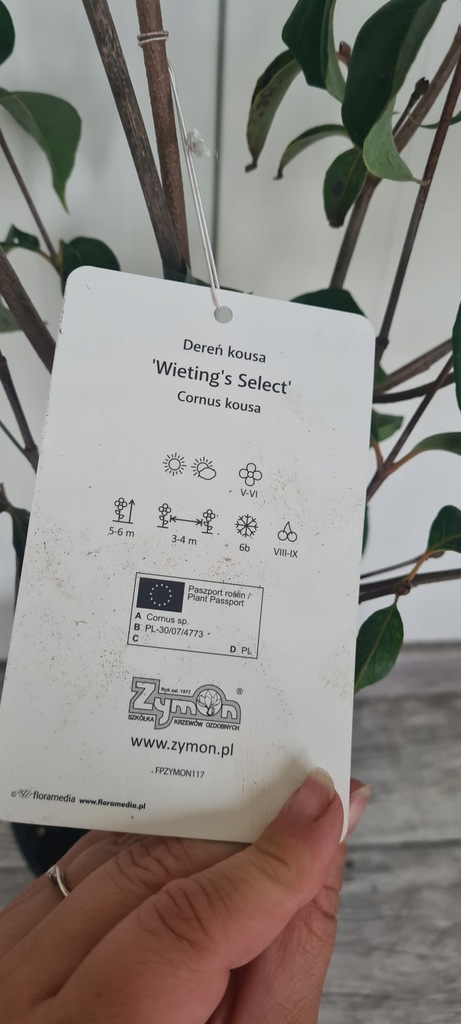 Dereń kousa
'Wieting's Select'
Cornus kousa
V-VI
5-6 m
3-4 m
6b
VIII-IX
Paszport roślin /
Plant Passport
A Cornus sp.
B PL-30/07/4773
C
D PL
Rok zał. 1977
Zymon®
SZKÓŁKA KRZEWÓW OZDOBNYCH
www.zymon.pl
FPZYMON117
© floramedia www.floramedia.pl